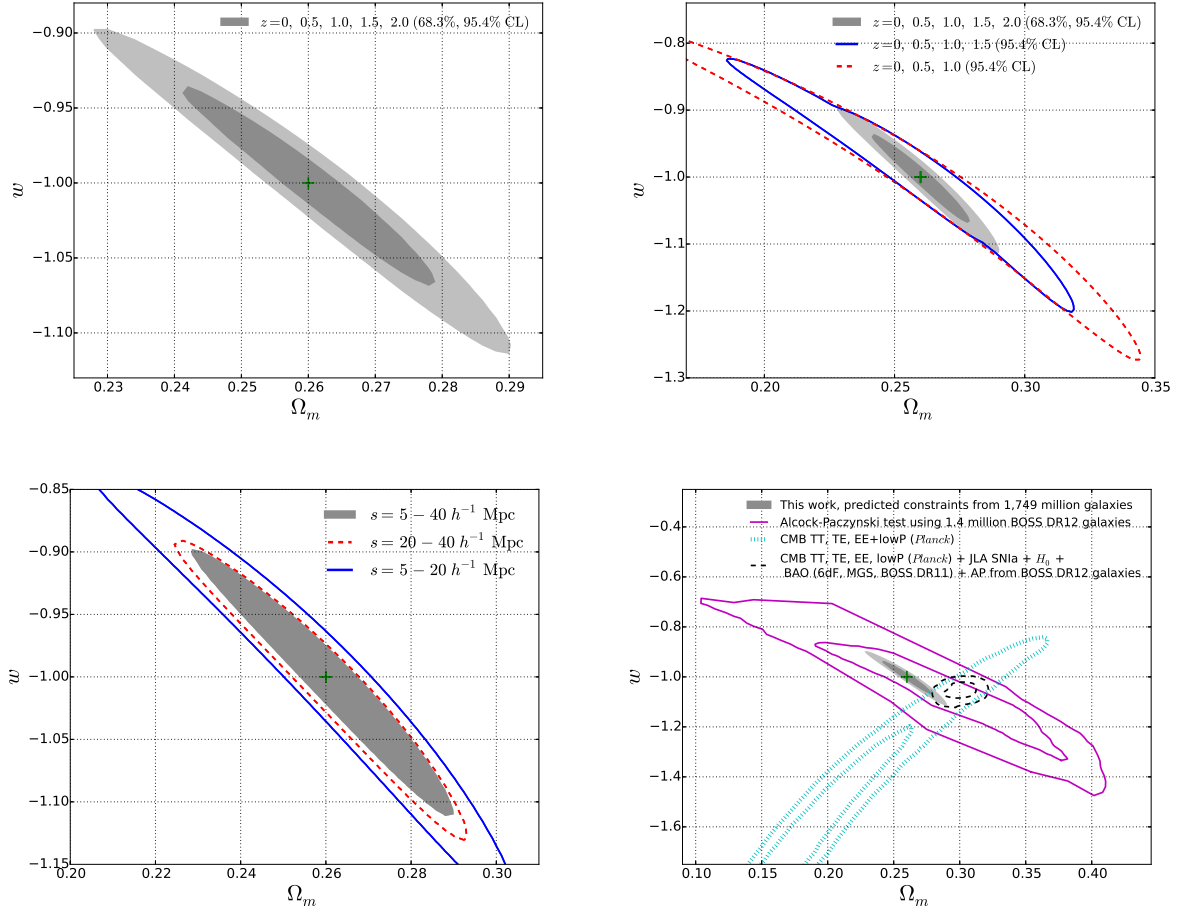 z=0, 0.5, 1.0, 1.5, 2.0 (68.3%, 95.4% CL)
−0.90
−0.95
−1.00
−1.05
−1.10
w
0.23 0.24 0.25 0.26 0.27 0.28 0.29
Ω_m
z=0, 0.5, 1.0, 1.5, 2.0 (68.3%, 95.4% CL)
z=0, 0.5, 1.0, 1.5 (95.4% CL)
z=0, 0.5, 1.0 (95.4% CL)
−0.8
−0.9
−1.0
−1.1
−1.2
−1.3
w
0.20 0.25 0.30 0.35
Ω_m
s = 5 − 40 h⁻¹ Mpc
s = 20 − 40 h⁻¹ Mpc
s = 5 − 20 h⁻¹ Mpc
−0.85
−0.90
−0.95
−1.00
−1.05
−1.10
−1.15
w
0.20 0.22 0.24 0.26 0.28 0.30
Ω_m
This work, predicted constraints from 1,749 million galaxies
Alcock-Paczynski test using 1.4 million BOSS DR12 galaxies
CMB TT, TE, EE+lowP (Planck)
CMB TT, TE, EE, lowP (Planck) + JLA SNIa + H₀ +
BAO (6dF, MGS, BOSS DR11) + AP from BOSS DR12 galaxies
−0.4
−0.6
−0.8
−1.0
−1.2
−1.4
−1.6
w
0.10 0.15 0.20 0.25 0.30 0.35 0.40
Ω_m